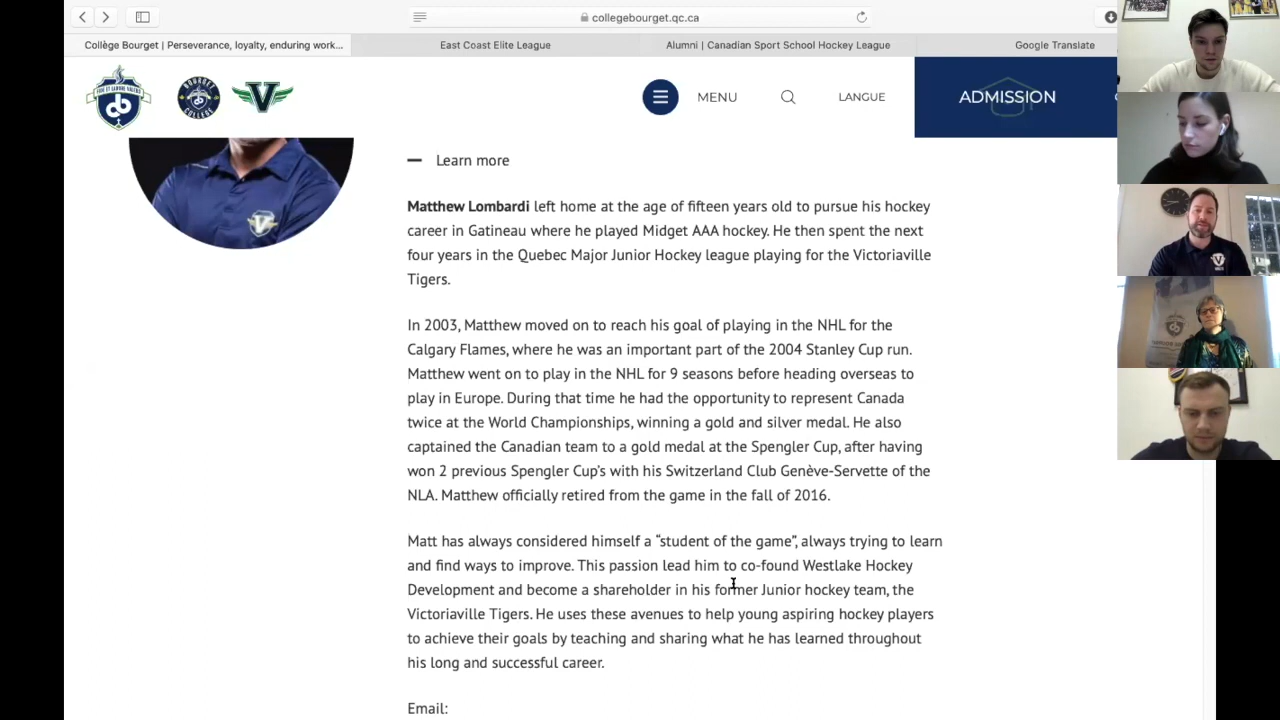 collegebourget.qc.ca
Collège Bourget | Perseverance, loyalty, enduring work...
East Coast Elite League
Alumni | Canadian Sport School Hockey League
Google Translate
MENU
LANGUE
ADMISSION
Learn more
Matthew Lombardi left home at the age of fifteen years old to pursue his hockey
career in Gatineau where he played Midget AAA hockey. He then spent the next
four years in the Quebec Major Junior Hockey league playing for the Victoriaville
Tigers.
In 2003, Matthew moved on to reach his goal of playing in the NHL for the
Calgary Flames, where he was an important part of the 2004 Stanley Cup run.
Matthew went on to play in the NHL for 9 seasons before heading overseas to
play in Europe. During that time he had the opportunity to represent Canada
twice at the World Championships, winning a gold and silver medal. He also
captained the Canadian team to a gold medal at the Spengler Cup, after having
won 2 previous Spengler Cup's with his Switzerland Club Genève-Servette of the
NLA. Matthew officially retired from the game in the fall of 2016.
Matt has always considered himself a “student of the game”, always trying to learn
and find ways to improve. This passion lead him to co-found Westlake Hockey
Development and become a shareholder in his former Junior hockey team, the
Victoriaville Tigers. He uses these avenues to help young aspiring hockey players
to achieve their goals by teaching and sharing what he has learned throughout
his long and successful career.
Email: